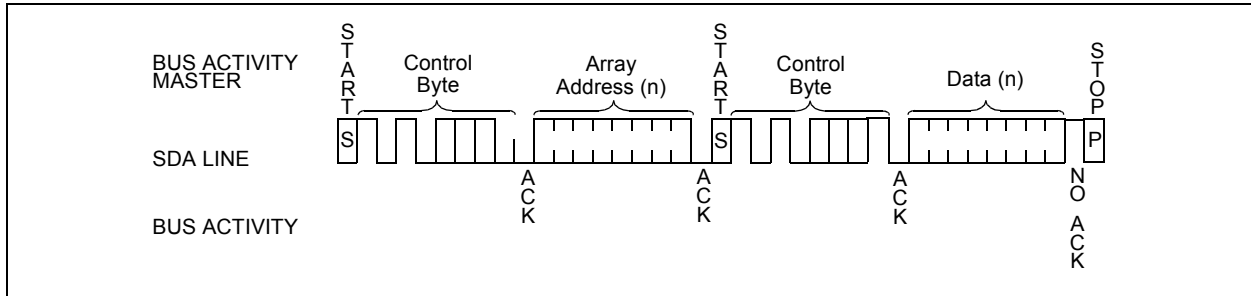 BUS ACTIVITY
MASTER
START
Control
Byte
Array
Address (n)
START
Control
Byte
Data (n)
STOP
SDA LINE
S
S
P
ACK
ACK
ACK
NO ACK
BUS ACTIVITY